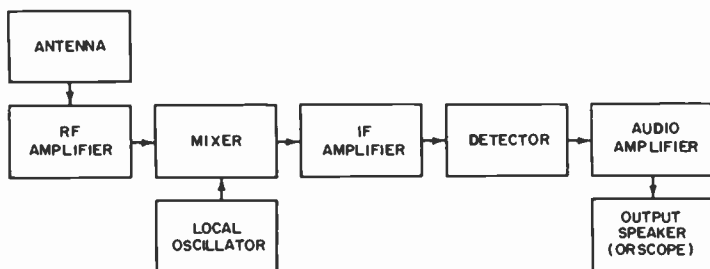 ANTENNA
RF
AMPLIFIER
MIXER
IF
AMPLIFIER
DETECTOR
AUDIO
AMPLIFIER
LOCAL
OSCILLATOR
OUTPUT
SPEAKER
(ORSCOPE)